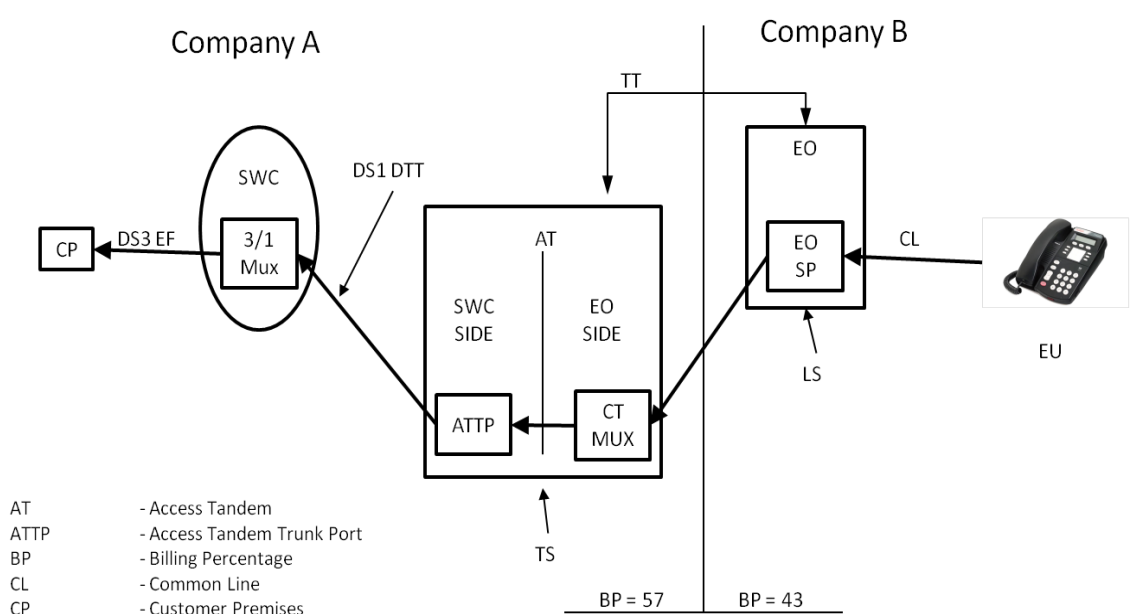 Company A
Company B
TT
EO
SWC
DS1 DTT
CP
DS3 EF
3/1
Mux
AT
EO
SP
CL
SWC
SIDE
EO
SIDE
EU
LS
ATTP
CT
MUX
TS
AT - Access Tandem
ATTP - Access Tandem Trunk Port
BP - Billing Percentage
CL - Common Line
CP - Customer Premises
BP = 57
BP = 43